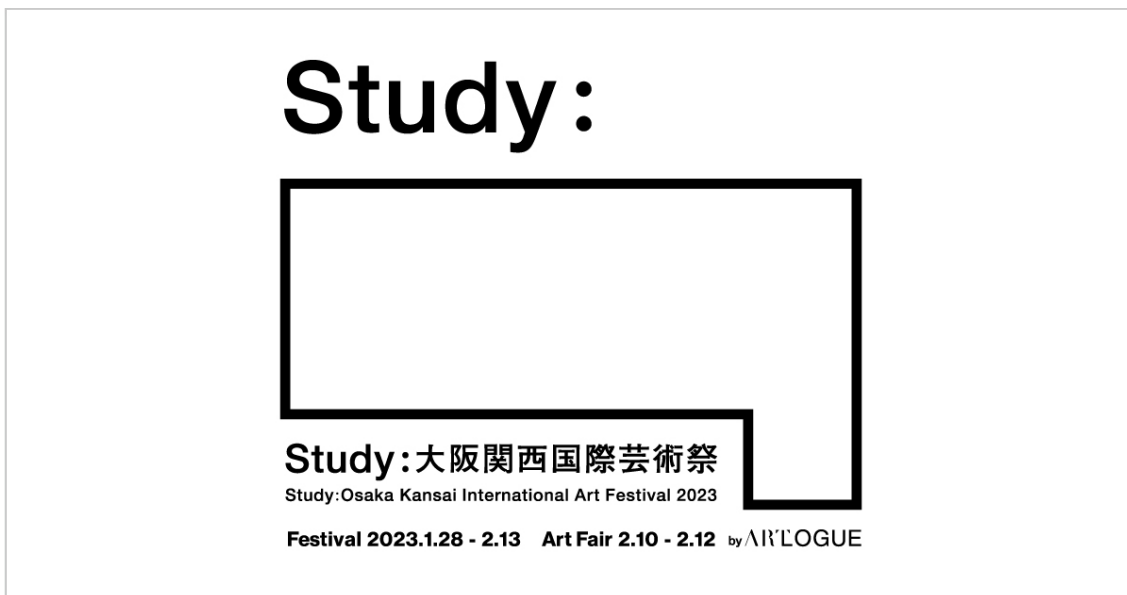 Study:
Study:大阪関西国際芸術祭
Study:Osaka Kansai International Art Festival 2023
Festival 2023.1.28 - 2.13 Art Fair 2.10 - 2.12 by ARTLOGUE